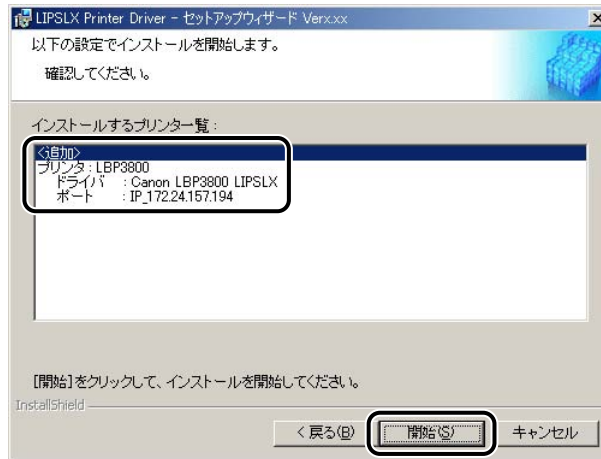 LIPSLX Printer Driver - セットアップウィザード Verx.xx
以下の設定でインストールを開始します。
確認してください。
インストールするプリンター覧:
<追加>
プリンタ:LBP3800
ドライバ :Canon LBP3800 LIPSLX
ポート :IP_172.24.157.194
[開始]をクリックして、インストールを開始してください。
InstallShield
<戻る(B) 開始(S) キャンセル